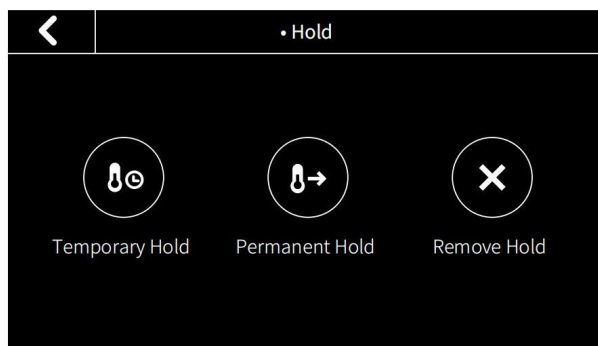 • Hold
Temporary Hold
Permanent Hold
Remove Hold